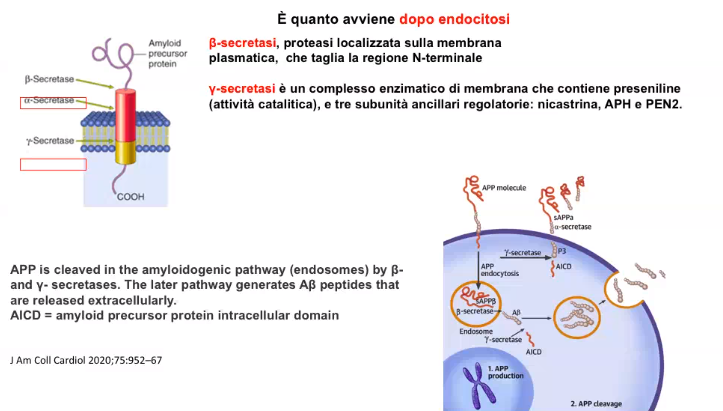 È quanto avviene dopo endocitosi
Amyloid
precursor
protein
β-Secretase
α-Secretase
γ-Secretase
COOH
β-secretasi, proteasi localizzata sulla membrana
plasmatica, che taglia la regione N-terminale
γ-secretasi è un complesso enzimatico di membrana che contiene preseniline
(attività catalitica), e tre subunità ancillari regolatorie: nicastrina, APH e PEN2.
APP molecule
sAPPa
α-secretase
γ-secretase
P3
AICD
APP
endocytosis
sAPPβ
β-secretase
Aβ
Endosome
γ-secretase
AICD
1. APP
production
2. APP cleavage
APP is cleaved in the amyloidogenic pathway (endosomes) by β-
and γ- secretases. The later pathway generates Aβ peptides that
are released extracellularly.
AICD = amyloid precursor protein intracellular domain
J Am Coll Cardiol 2020;75:952–67